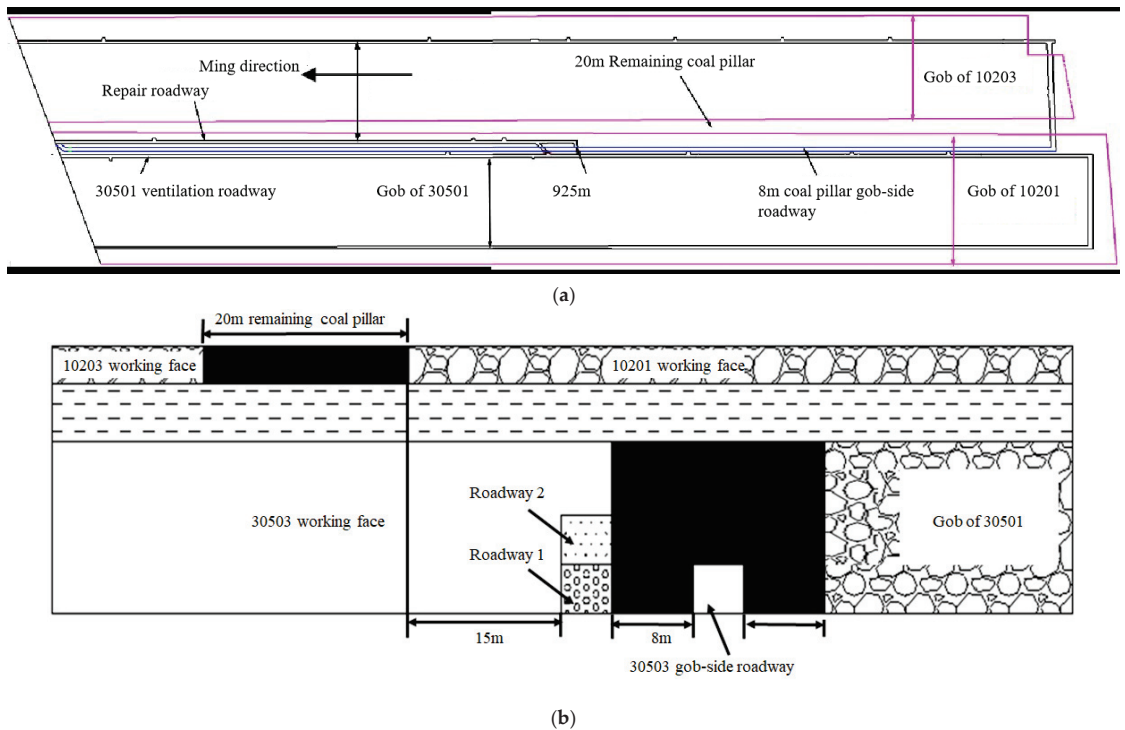 Ming direction
20m Remaining coal pillar
Gob of 10203
Repair roadway
30501 ventilation roadway
Gob of 30501
925m
8m coal pillar gob-side
roadway
Gob of 10201
(a)
20m remaining coal pillar
10203 working face
10201 working face
Roadway 2
30503 working face
Roadway 1
Gob of 30501
15m
8m
30503 gob-side roadway
(b)